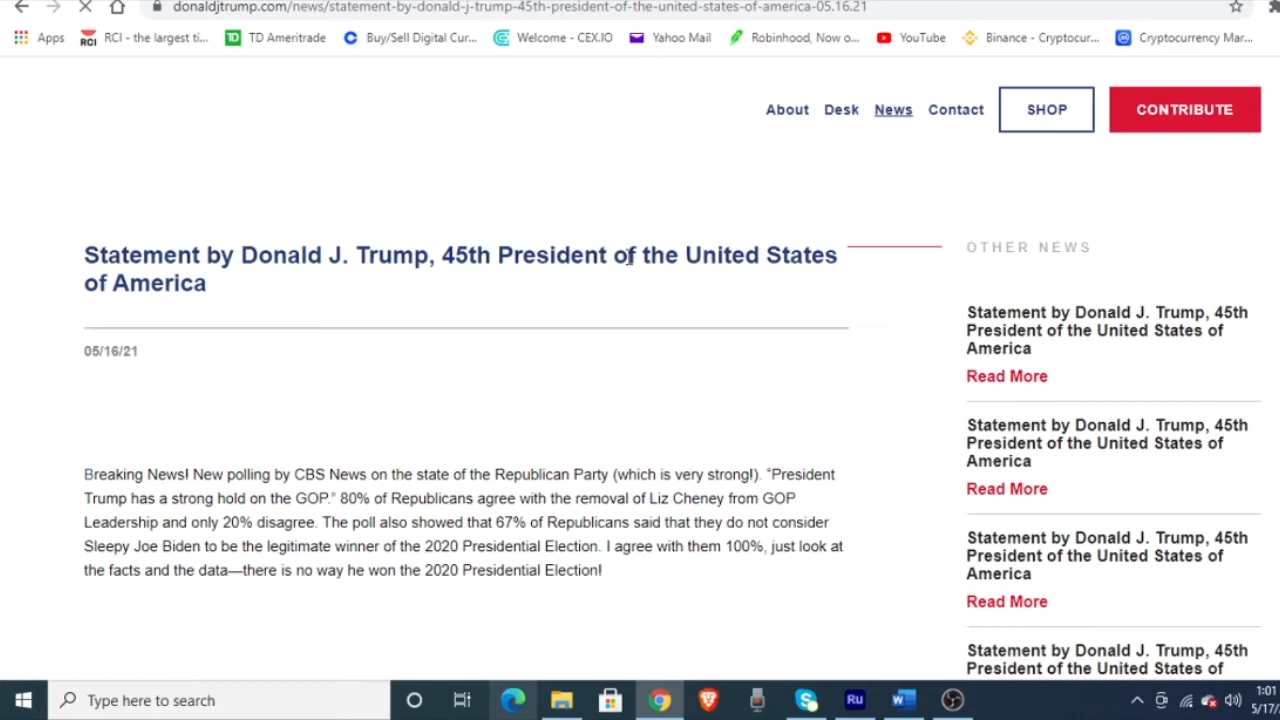 donaldjtrump.com/news/statement-by-donald-j-trump-45th-president-of-the-united-states-of-america-05.16.21
Apps RCI - the largest ti... TD Ameritrade Buy/Sell Digital Cur... Welcome - CEX.IO Yahoo Mail Robinhood, Now o... YouTube Binance - Cryptocur... Cryptocurrency Mar...
About Desk News Contact SHOP CONTRIBUTE
Statement by Donald J. Trump, 45th President of the United States
of America
05/16/21
Breaking News! New polling by CBS News on the state of the Republican Party (which is very strong!). “President
Trump has a strong hold on the GOP.” 80% of Republicans agree with the removal of Liz Cheney from GOP
Leadership and only 20% disagree. The poll also showed that 67% of Republicans said that they do not consider
Sleepy Joe Biden to be the legitimate winner of the 2020 Presidential Election. I agree with them 100%, just look at
the facts and the data—there is no way he won the 2020 Presidential Election!
OTHER NEWS
Statement by Donald J. Trump, 45th
President of the United States of
America
Read More
Statement by Donald J. Trump, 45th
President of the United States of
America
Read More
Statement by Donald J. Trump, 45th
President of the United States of
America
Read More
Statement by Donald J. Trump, 45th
President of the United States of
Type here to search
Ru
1:01
5/17/